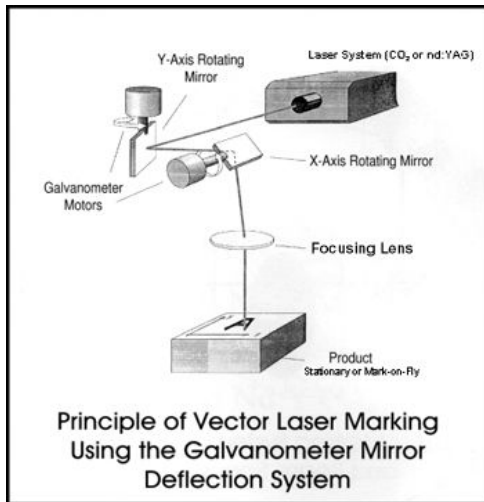 Laser System (CO₂ or nd:YAG)
Y-Axis Rotating
Mirror
X-Axis Rotating Mirror
Galvanometer
Motors
Focusing Lens
Product
Stationary or Mark-on-Fly
Principle of Vector Laser Marking
Using the Galvanometer Mirror
Deflection System